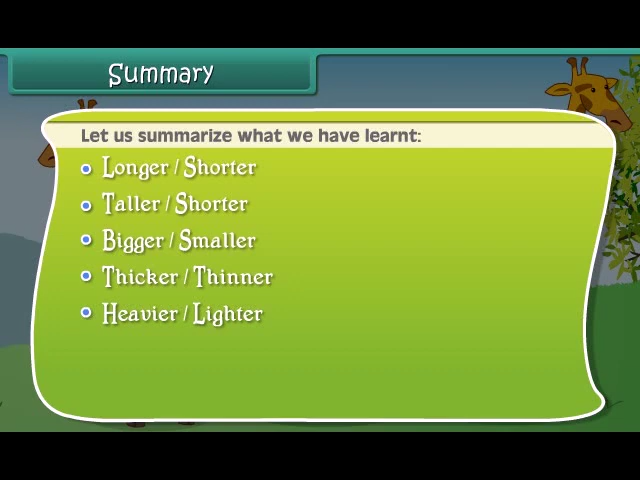 Summary
Let us summarize what we have learnt:
Longer / Shorter
Taller / Shorter
Bigger / Smaller
Thicker / Thinner
Heavier / Lighter